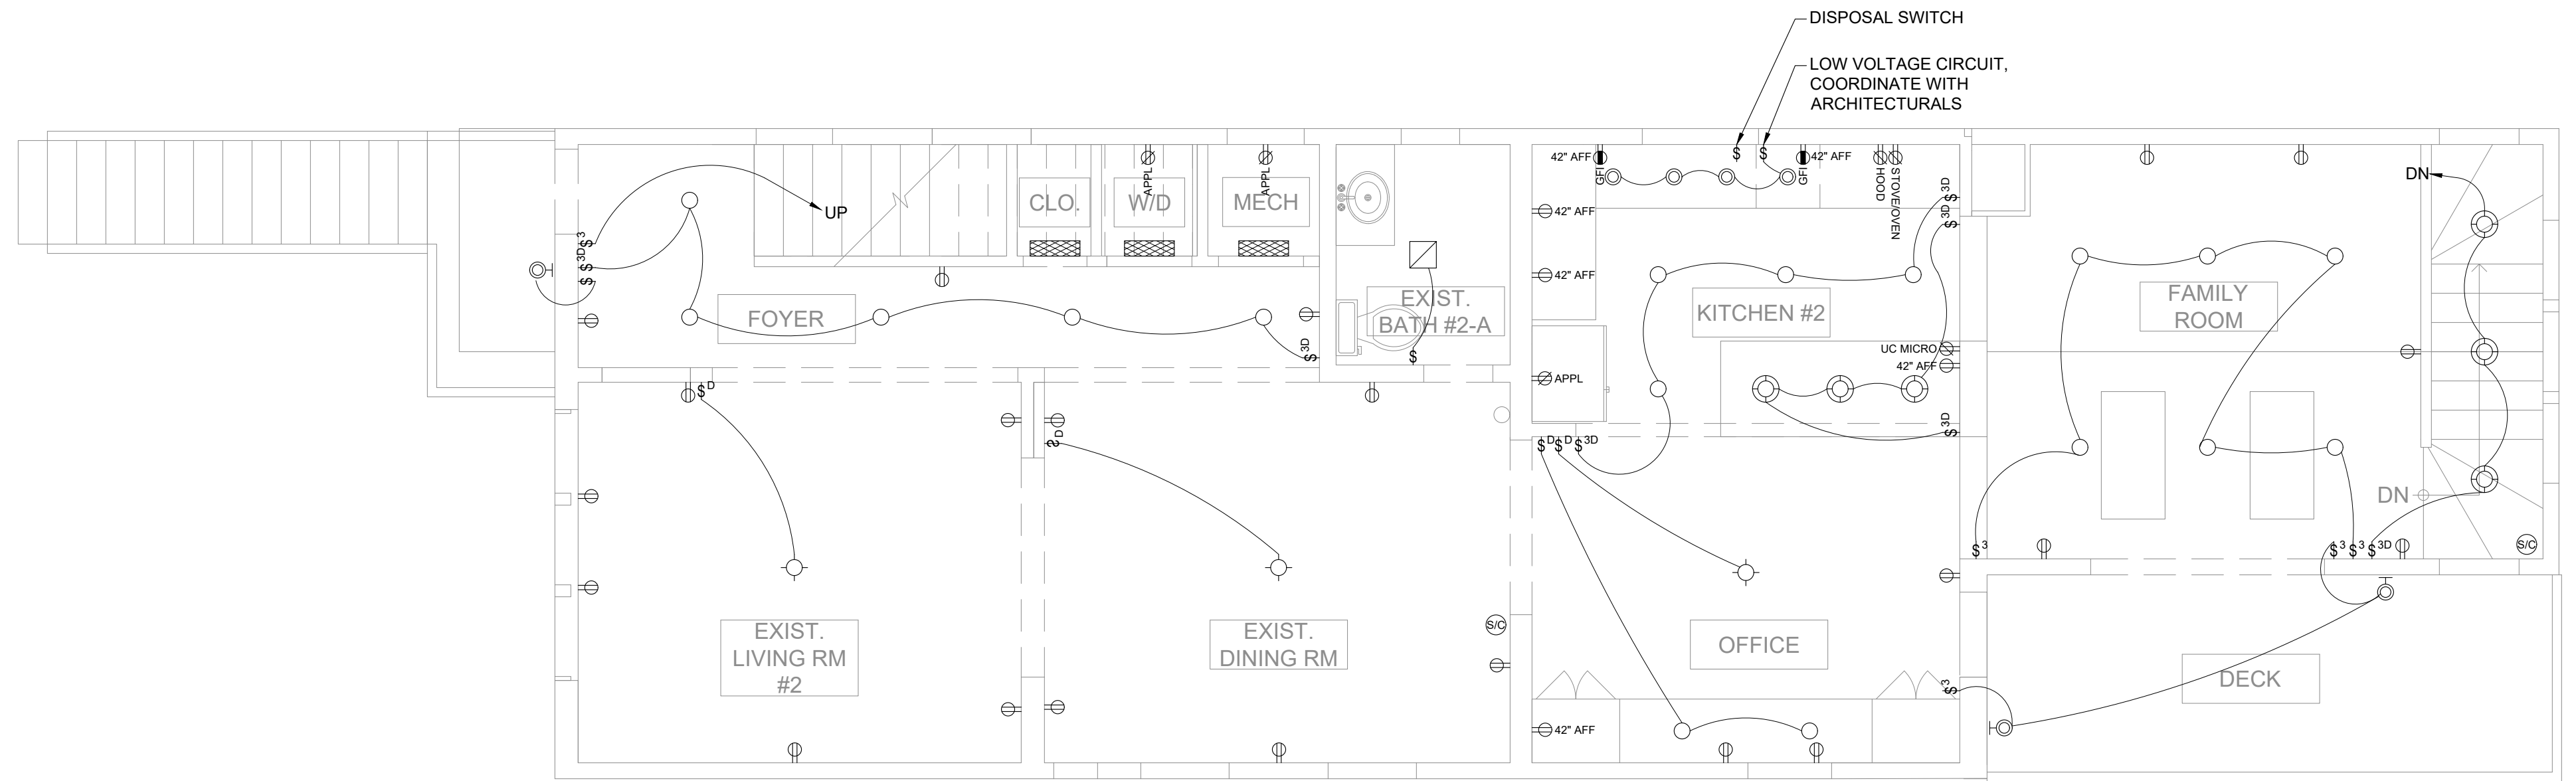 DISPOSAL SWITCH
LOW VOLTAGE CIRCUIT,
COORDINATE WITH
ARCHITECTURALS
42" AFF
GFI
$
$
GFI
42" AFF
HOOD
STOVE/OVEN
APPL
APPL
CLO.
W/D
MECH
UP
DN
42" AFF
42" AFF
$ 3D
$ 3D
$ 3
$ 3D
$
FOYER
$ 3D
EXIST.
BATH #2-A
$
KITCHEN #2
FAMILY
ROOM
UC MICRO
42" AFF
APPL
$ D
$ D
$ 3D
$ D
$ D
$ 3D
DN
$ 3
$ 3
$ 3
$ 3D
S/C
EXIST.
LIVING RM
#2
EXIST.
DINING RM
S/C
OFFICE
$ 3
DECK
42" AFF